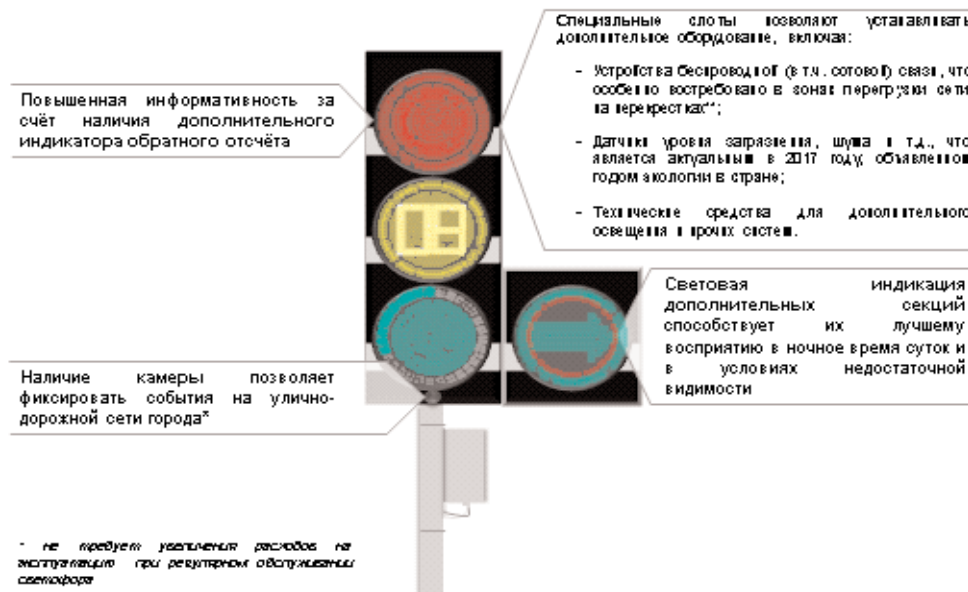 Специальные слоты позволяют устанавливать
дополнительное оборудование, включая:
- Устройства беспроводной (в т.ч. сотовой) связи, что
особенно востребовано в зонах перегрузки сети
на перекрестках**;
- Датчики уровня загрязнения, шума и т.д., что
является актуальным в 2017 году, объявленном
годом экологии в стране;
- Технические средства для дополнительного
освещения и прочих систем.
Повышенная информативность за
счёт наличия дополнительного
индикатора обратного отсчёта
Световая индикация
дополнительных секций
способствует их лучшему
восприятию в ночное время суток и
в условиях недостаточной
видимости
Наличие камеры позволяет
фиксировать события на улично-
дорожной сети города*
* не требует увеличения расходов на
эксплуатацию при регулярном обслуживании
светофора